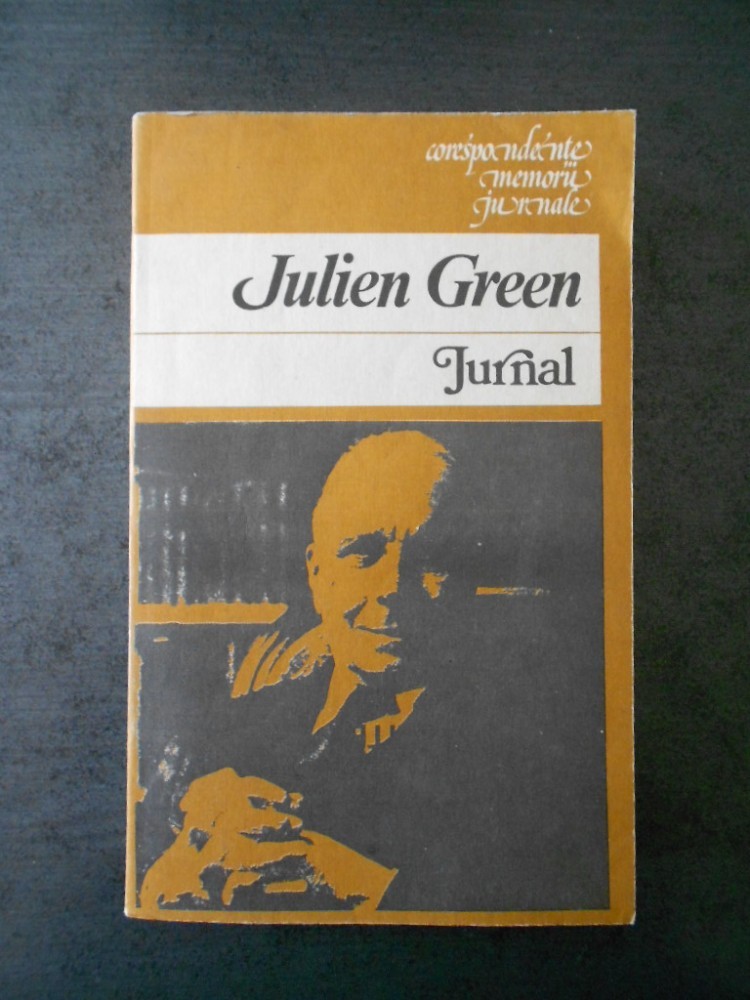 corespondențe
memorii
jurnale
Julien Green
Jurnal